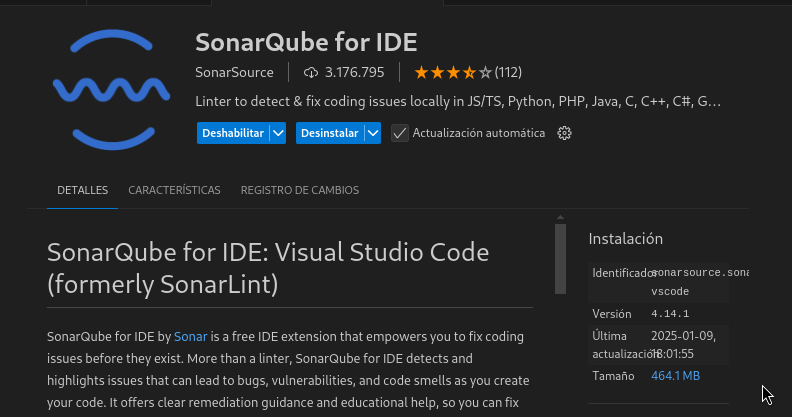 SonarQube for IDE
SonarSource 3.176.795 (112)
Linter to detect & fix coding issues locally in JS/TS, Python, PHP, Java, C, C++, C#, G...
Deshabilitar Desinstalar Actualización automática
DETALLES CARACTERÍSTICAS REGISTRO DE CAMBIOS
SonarQube for IDE: Visual Studio Code
(formerly SonarLint)
SonarQube for IDE by Sonar is a free IDE extension that empowers you to fix coding
issues before they exist. More than a linter, SonarQube for IDE detects and
highlights issues that can lead to bugs, vulnerabilities, and code smells as you create
your code. It offers clear remediation guidance and educational help, so you can fix
Instalación
Identificador sonarsource.sona
vscode
Versión 4.14.1
Última 2025-01-09,
actualización 18:01:55
Tamaño 464.1 MB